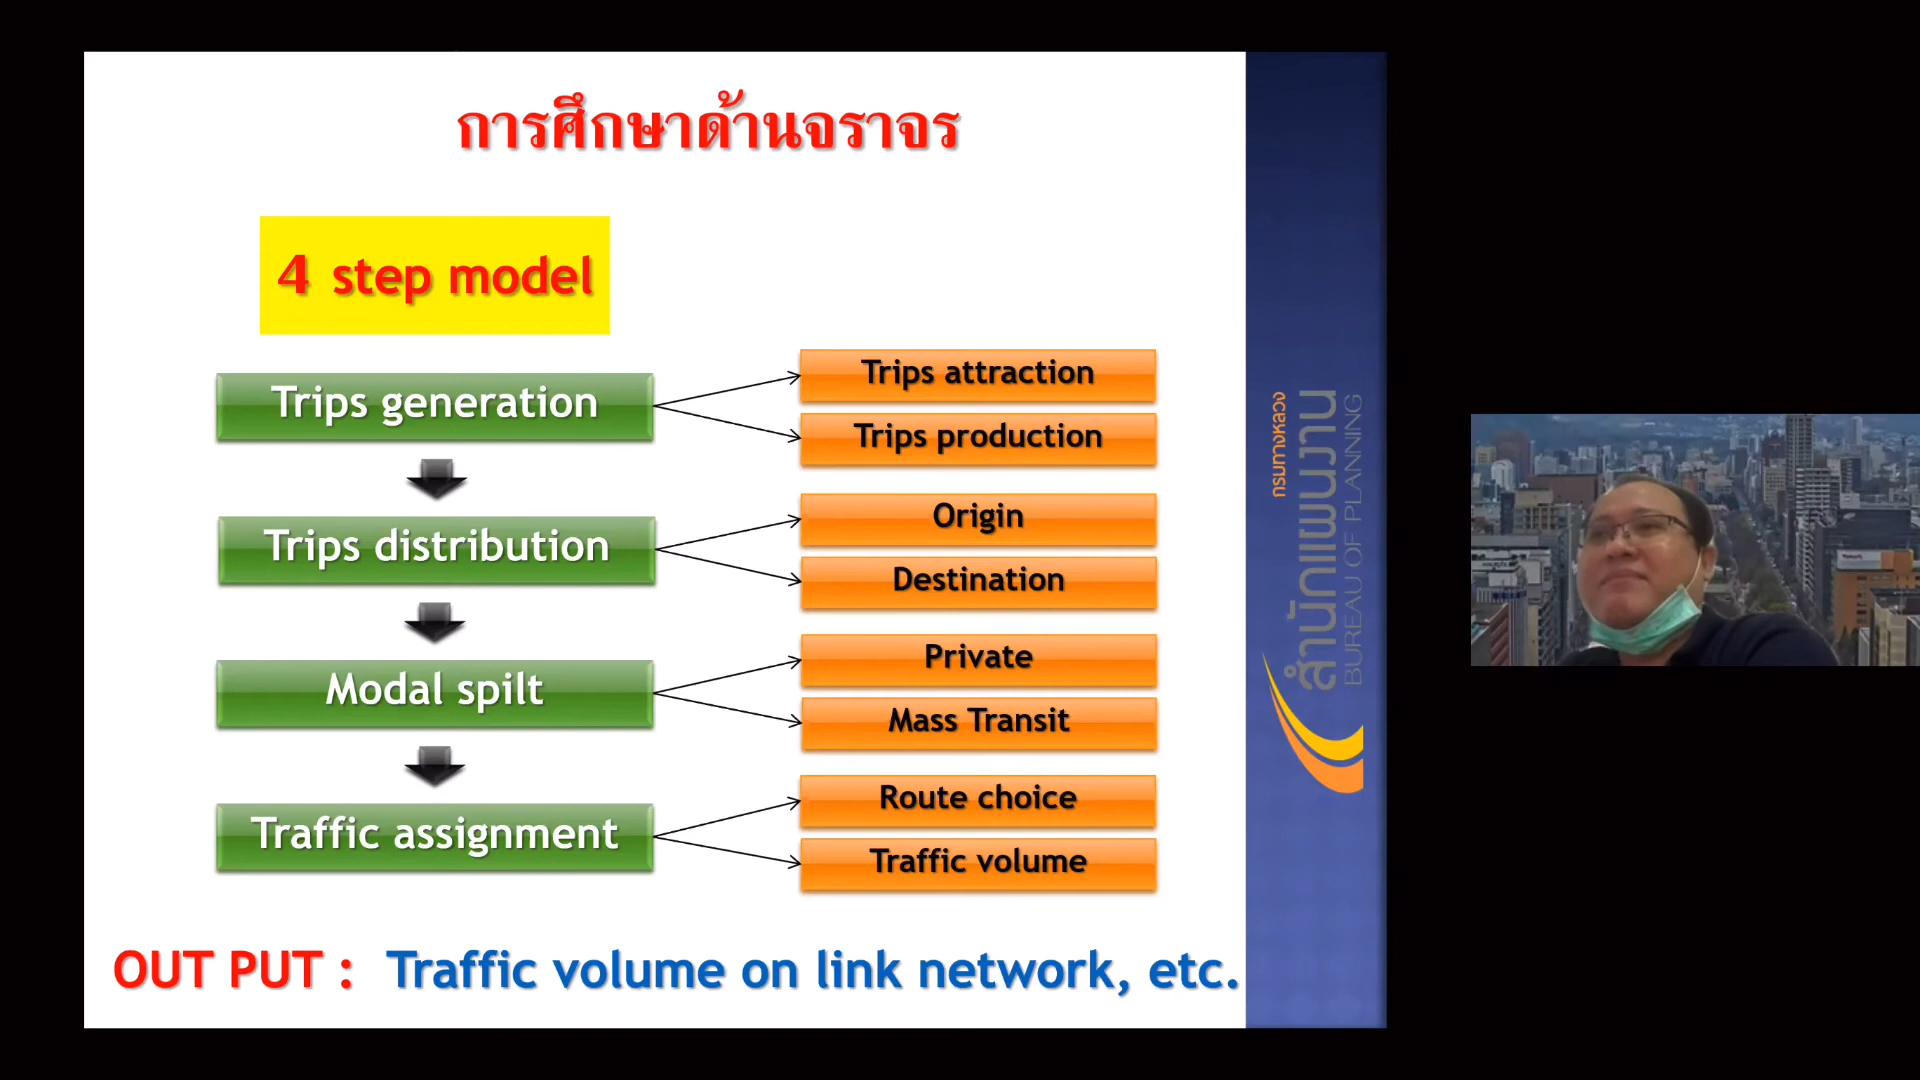 การศึกษาด้านจราจร
4 step model
Trips generation
Trips attraction
Trips production
Trips distribution
Origin
Destination
Modal spilt
Private
Mass Transit
Traffic assignment
Route choice
Traffic volume
OUT PUT : Traffic volume on link network, etc.
กรมทางหลวง
สำนักแผนงาน
BUREAU OF PLANNING